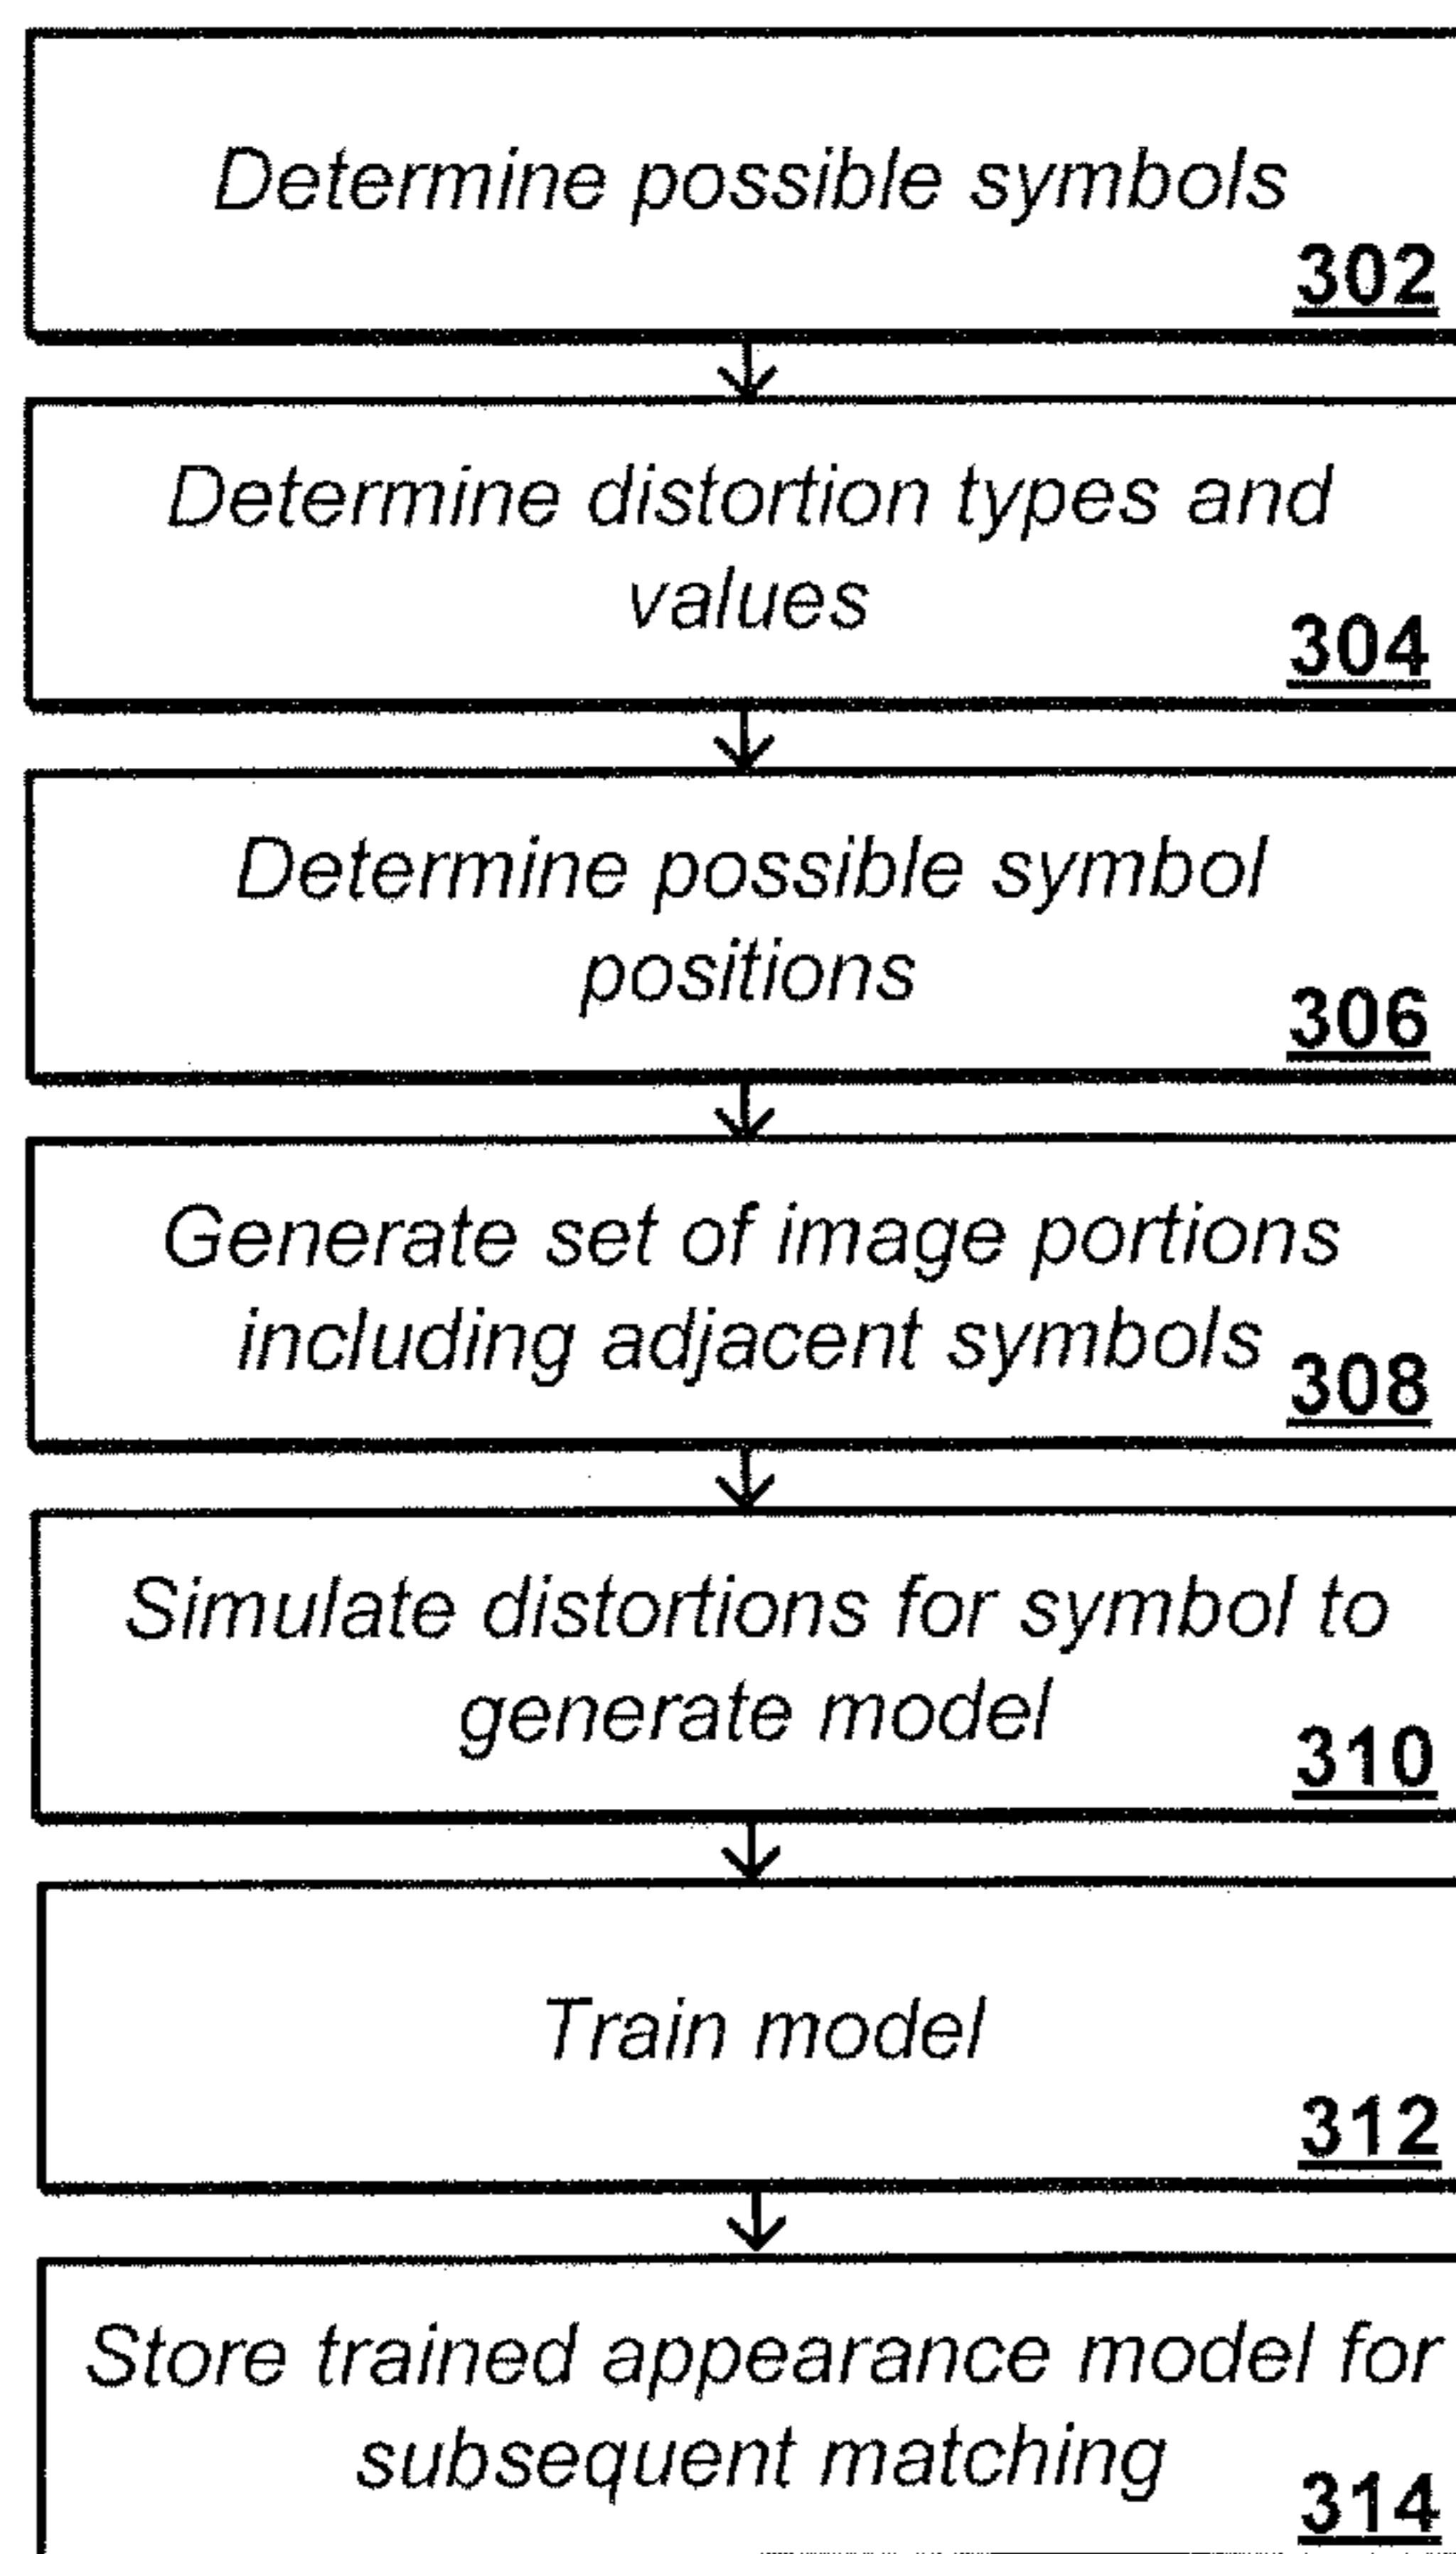 Determine possible symbols
302
Determine distortion types and
values
304
Determine possible symbol
positions
306
Generate set of image portions
including adjacent symbols
308
Simulate distortions for symbol to
generate model
310
Train model
312
Store trained appearance model for
subsequent matching
314